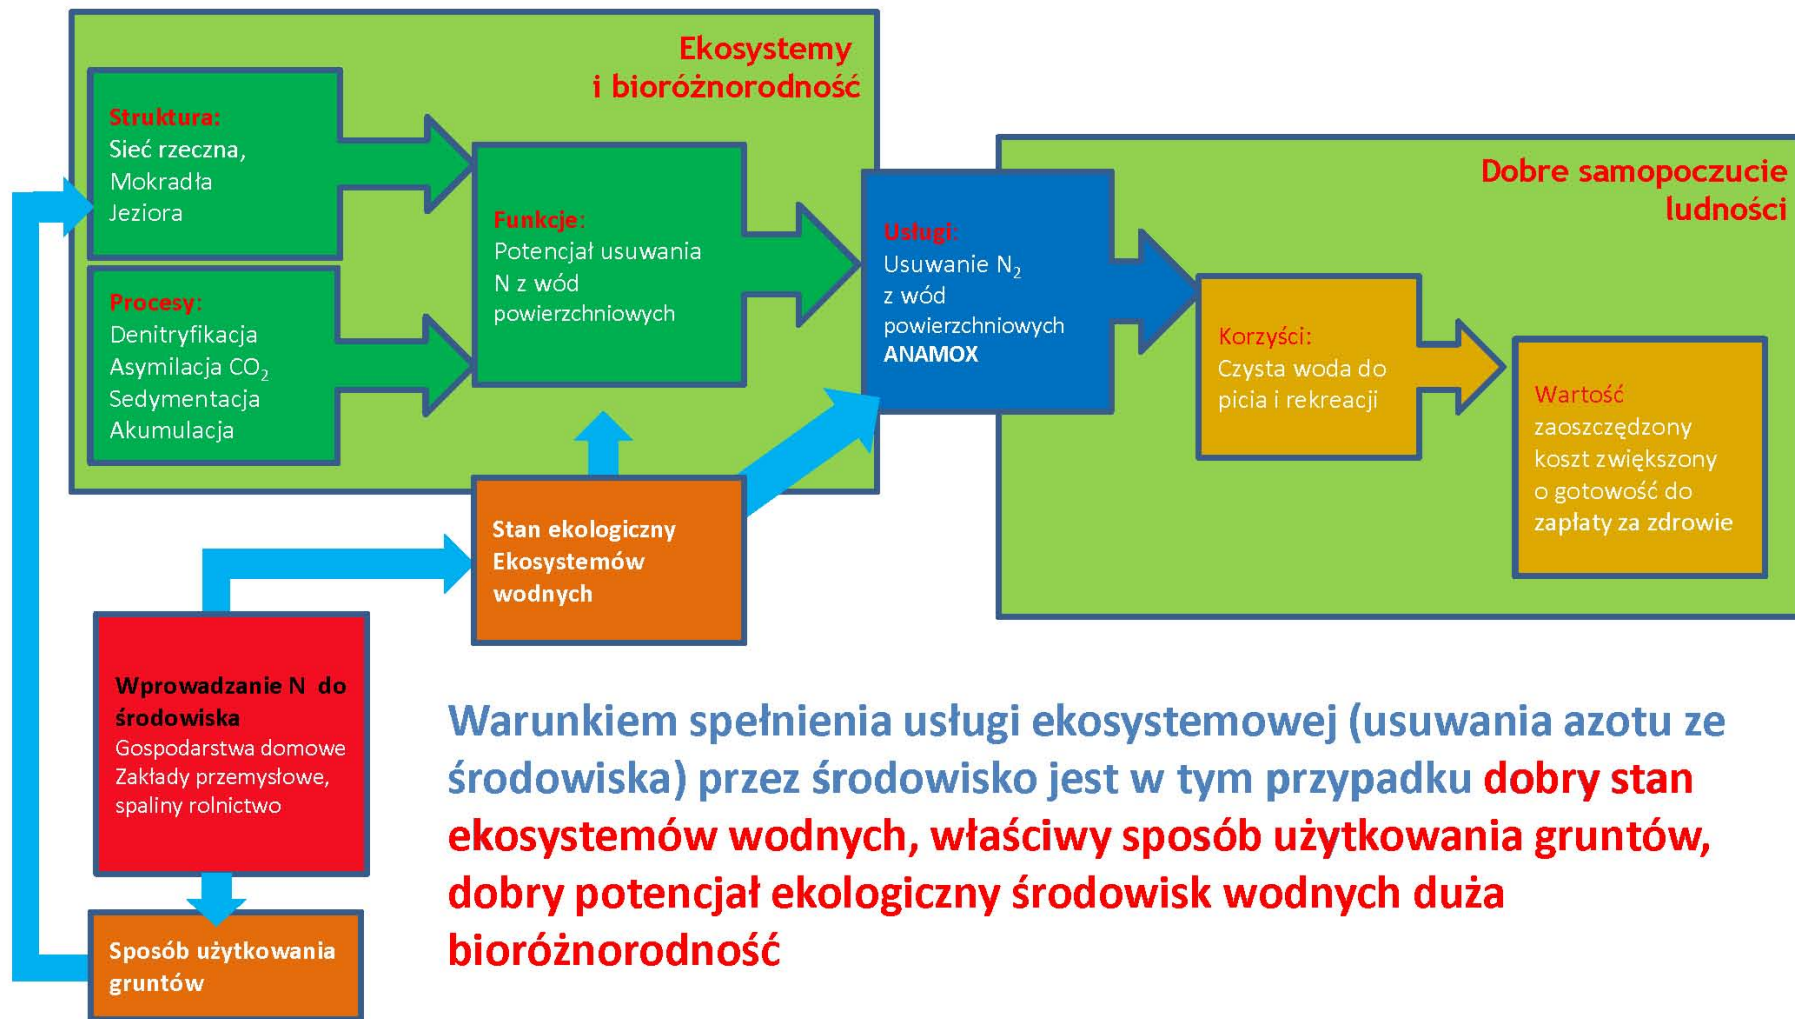 Ekosystemy
i bioróżnorodność
Struktura:
Sieć rzeczna,
Mokradła
Jeziora
Procesy:
Denitryfikacja
Asymilacja CO₂
Sedymentacja
Akumulacja
Funkcje:
Potencjał usuwania
N z wód
powierzchniowych
Usługi:
Usuwanie N₂
z wód
powierzchniowych
ANAMOX
Dobre samopoczucie
ludności
Korzyści:
Czysta woda do
picia i rekreacji
Wartość
zaoszczędzony
koszt zwiększony
o gotowość do
zapłaty za zdrowie
Stan ekologiczny
Ekosystemów
wodnych
Wprowadzanie N do
środowiska
Gospodarstwa domowe
Zakłady przemysłowe,
spaliny rolnictwo
Sposób użytkowania
gruntów
Warunkiem spełnienia usługi ekosystemowej (usuwania azotu ze
środowiska) przez środowisko jest w tym przypadku dobry stan
ekosystemów wodnych, właściwy sposób użytkowania gruntów,
dobry potencjał ekologiczny środowisk wodnych duża
bioróżnorodność